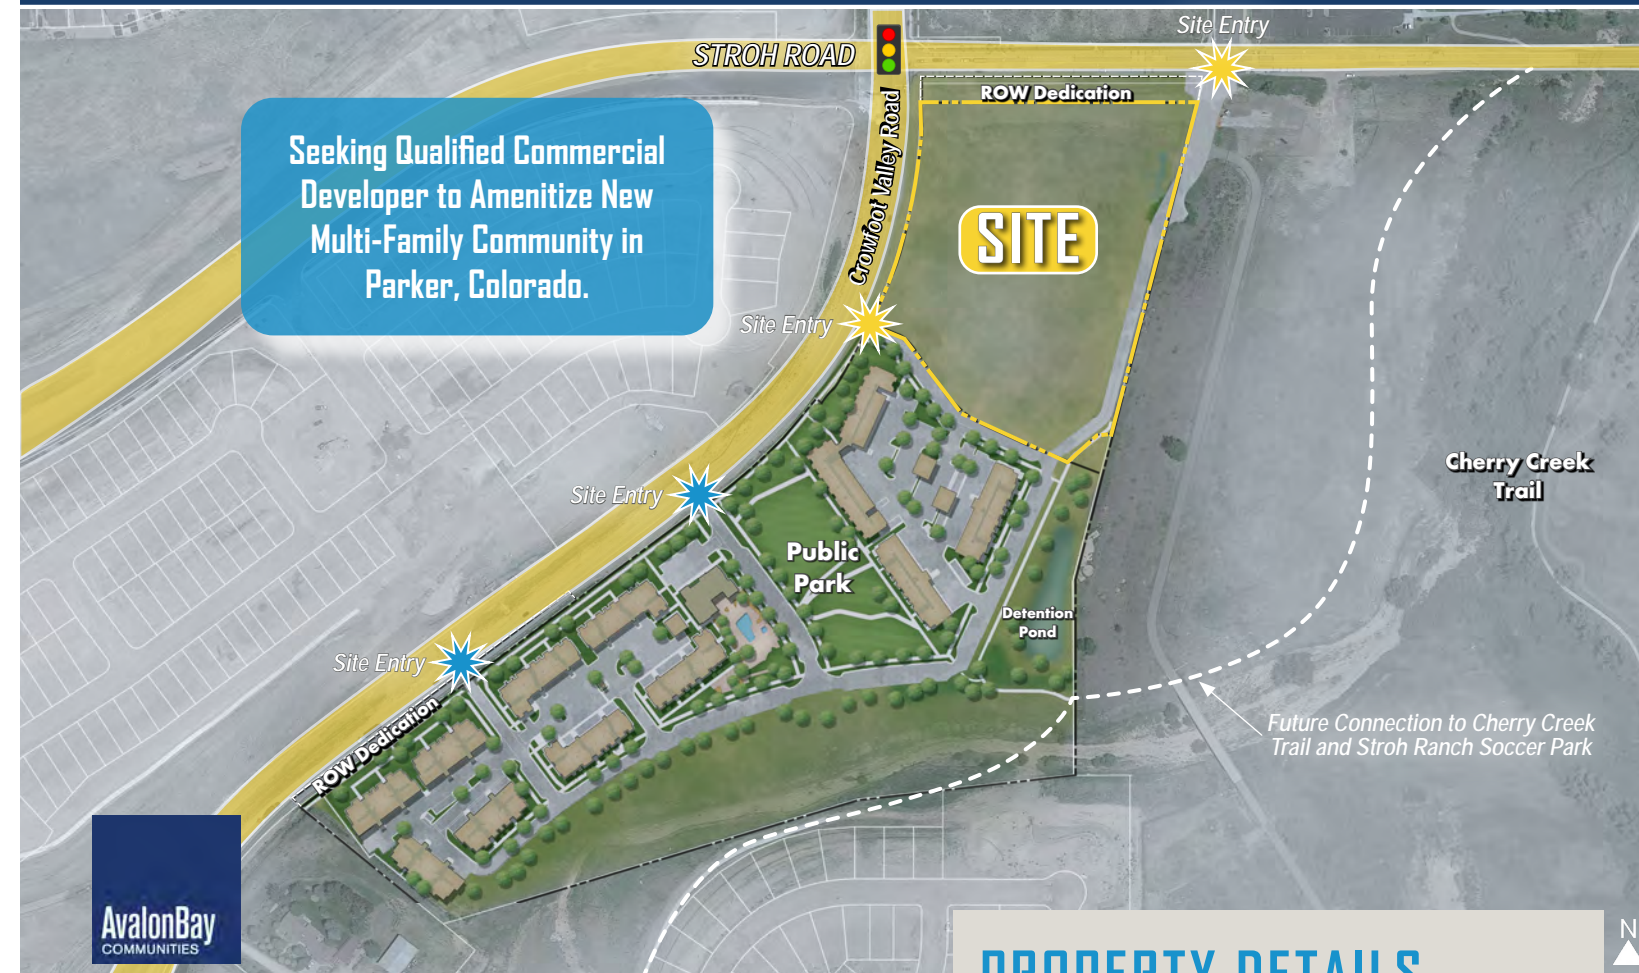 Site Entry
STROH ROAD
ROW Dedication
Crowfoot Valley Road
Seeking Qualified Commercial
Developer to Amenitize New
Multi-Family Community in
Parker, Colorado.
SITE
Site Entry
Cherry Creek
Trail
Site Entry
Public
Park
Detention
Pond
Site Entry
ROW Dedication
Future Connection to Cherry Creek
Trail and Stroh Ranch Soccer Park
AvalonBay
COMMUNITIES
PROPERTY DETAILS
N